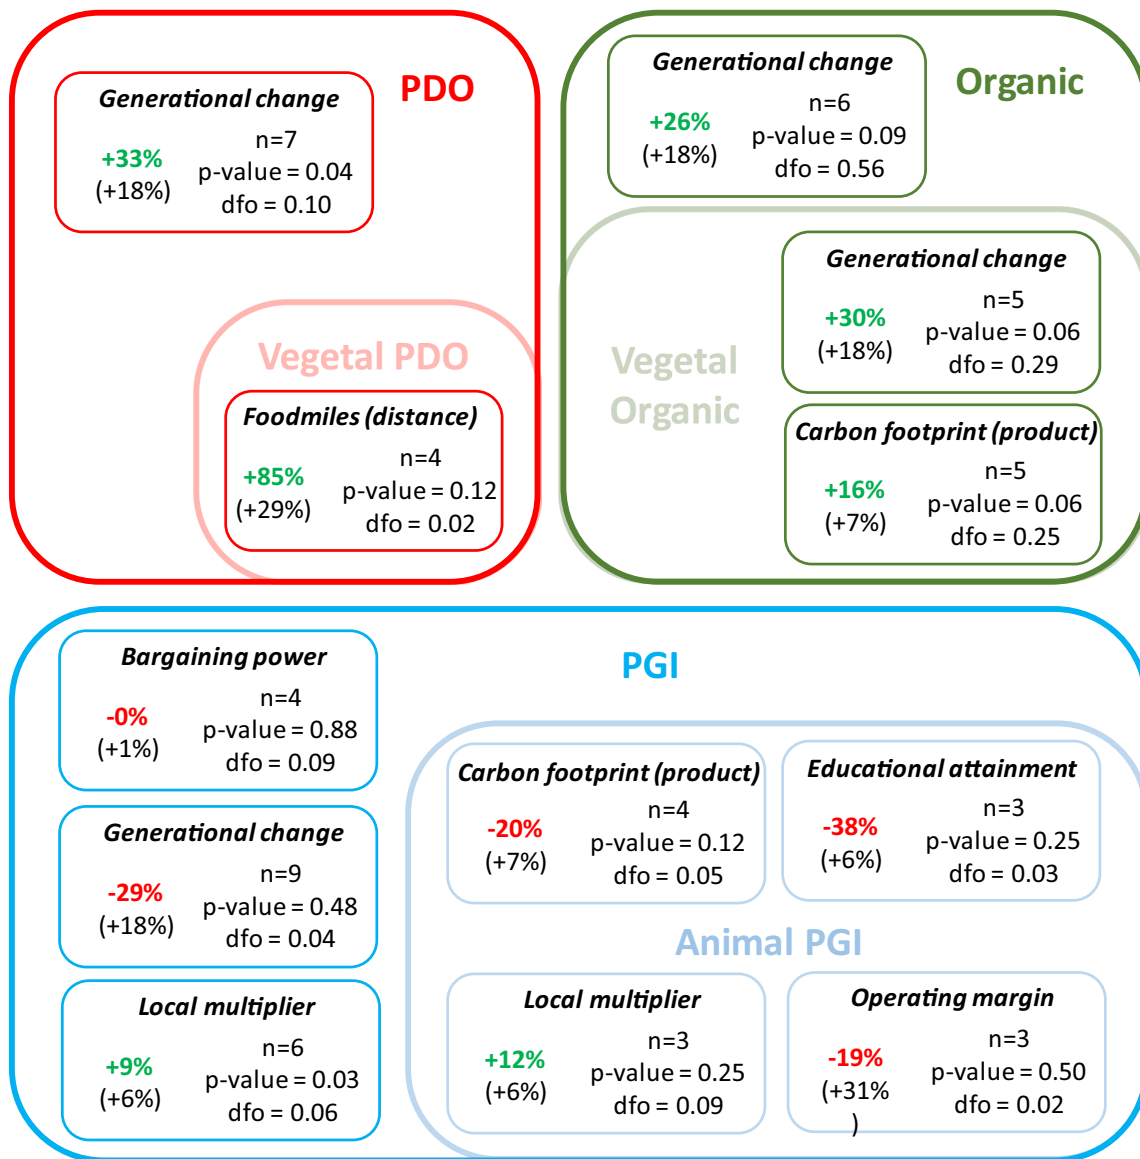 PDO
Generational change
+33%
(+18%)
n=7
p-value = 0.04
dfo = 0.10
Vegetal PDO
Foodmiles (distance)
+85%
(+29%)
n=4
p-value = 0.12
dfo = 0.02
Organic
Generational change
+26%
(+18%)
n=6
p-value = 0.09
dfo = 0.56
Vegetal
Organic
Generational change
+30%
(+18%)
n=5
p-value = 0.06
dfo = 0.29
Carbon footprint (product)
+16%
(+7%)
n=5
p-value = 0.06
dfo = 0.25
PGI
Bargaining power
-0%
(+1%)
n=4
p-value = 0.88
dfo = 0.09
Generational change
-29%
(+18%)
n=9
p-value = 0.48
dfo = 0.04
Local multiplier
+9%
(+6%)
n=6
p-value = 0.03
dfo = 0.06
Animal PGI
Carbon footprint (product)
-20%
(+7%)
n=4
p-value = 0.12
dfo = 0.05
Educational attainment
-38%
(+6%)
n=3
p-value = 0.25
dfo = 0.03
Local multiplier
+12%
(+6%)
n=3
p-value = 0.25
dfo = 0.09
Operating margin
-19%
(+31%
)
n=3
p-value = 0.50
dfo = 0.02